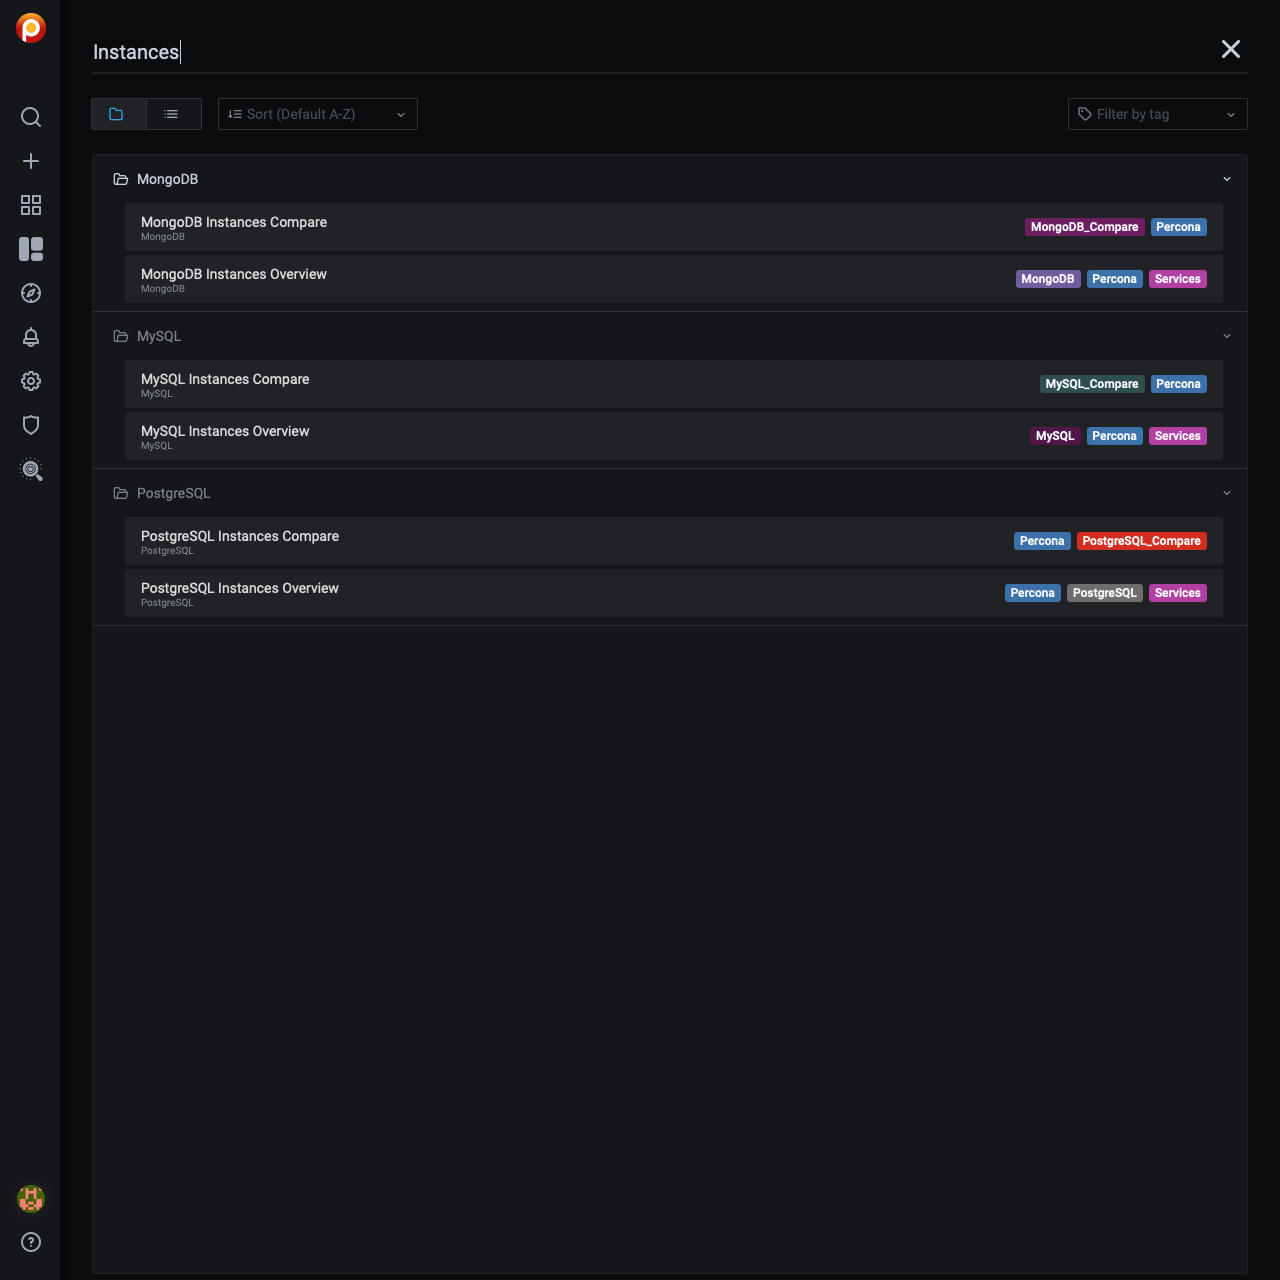 Instances
Sort (Default A-Z)
Filter by tag
MongoDB
MongoDB Instances Compare
MongoDB
MongoDB_Compare Percona
MongoDB Instances Overview
MongoDB
MongoDB Percona Services
MySQL
MySQL Instances Compare
MySQL
MySQL_Compare Percona
MySQL Instances Overview
MySQL
MySQL Percona Services
PostgreSQL
PostgreSQL Instances Compare
PostgreSQL
Percona PostgreSQL_Compare
PostgreSQL Instances Overview
PostgreSQL
Percona PostgreSQL Services